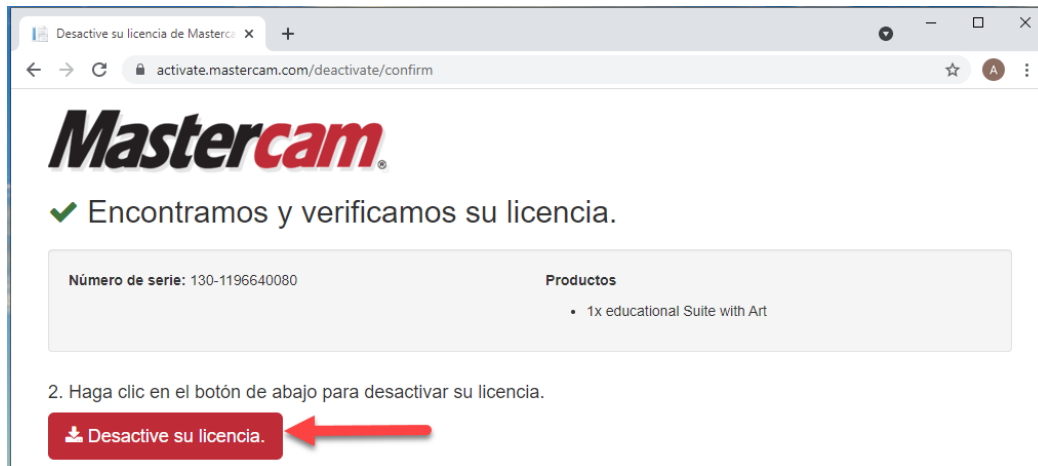 Desactive su licencia de Masterca
activate.mastercam.com/deactivate/confirm
A
Mastercam®
Encontramos y verificamos su licencia.
Número de serie: 130-1196640080
Productos
• 1x educational Suite with Art
2. Haga clic en el botón de abajo para desactivar su licencia.
Desactive su licencia.